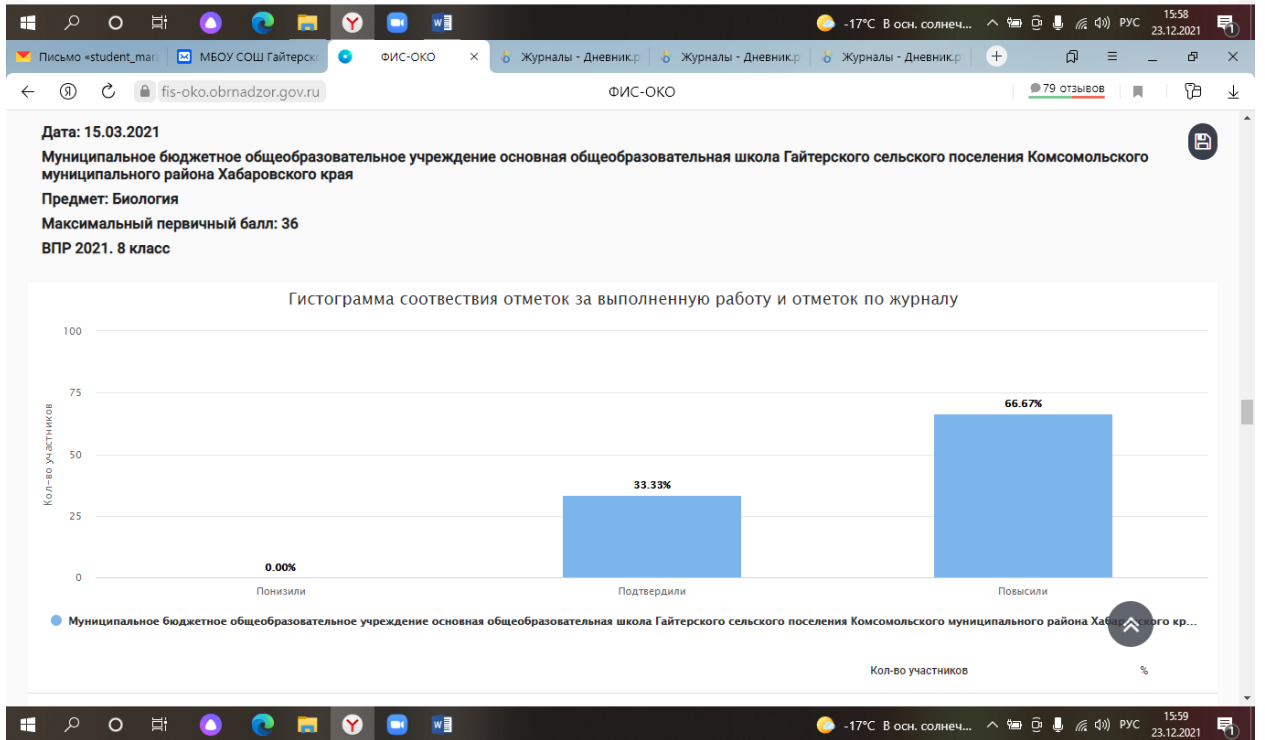 -17°C В осн. солнеч...
РУС
15:58
23.12.2021
1
Письмо «student_mar
МБОУ СОШ Гайтерско
ФИС-ОКО
Журналы - Дневник.р
Журналы - Дневник.р
Журналы - Дневник.р
fis-oko.obrnadzor.gov.ru
ФИС-ОКО
79 отзывов
Дата: 15.03.2021
Муниципальное бюджетное общеобразовательное учреждение основная общеобразовательная школа Гайтерского сельского поселения Комсомольского
муниципального района Хабаровского края
Предмет: Биология
Максимальный первичный балл: 36
ВПР 2021. 8 класс
Гистограмма соотвествия отметок за выполненную работу и отметок по журналу
Кол-во участников
100
75
50
25
0
0.00%
33.33%
66.67%
Понизили
Подтвердили
Повысили
Муниципальное бюджетное общеобразовательное учреждение основная общеобразовательная школа Гайтерского сельского поселения Комсомольского муниципального района Хабаровского кр...
Кол-во участников
%
-17°C В осн. солнеч...
РУС
15:59
23.12.2021
1